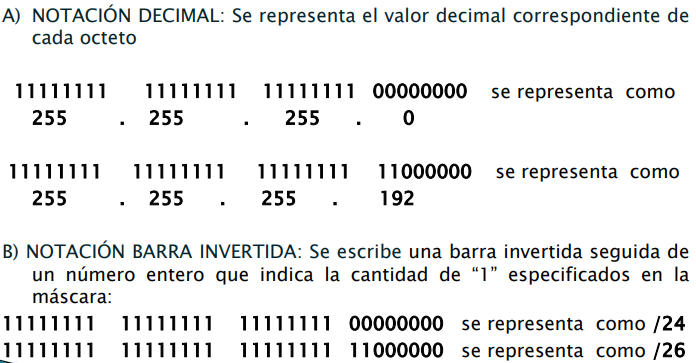 A) NOTACIÓN DECIMAL: Se representa el valor decimal correspondiente de
cada octeto
11111111 11111111 11111111 00000000 se representa como
255 . 255 . 255 . 0
11111111 11111111 11111111 11000000 se representa como
255 . 255 . 255 . 192
B) NOTACIÓN BARRA INVERTIDA: Se escribe una barra invertida seguida de
un número entero que indica la cantidad de “1” especificados en la
máscara:
11111111 11111111 11111111 00000000 se representa como /24
11111111 11111111 11111111 11000000 se representa como /26